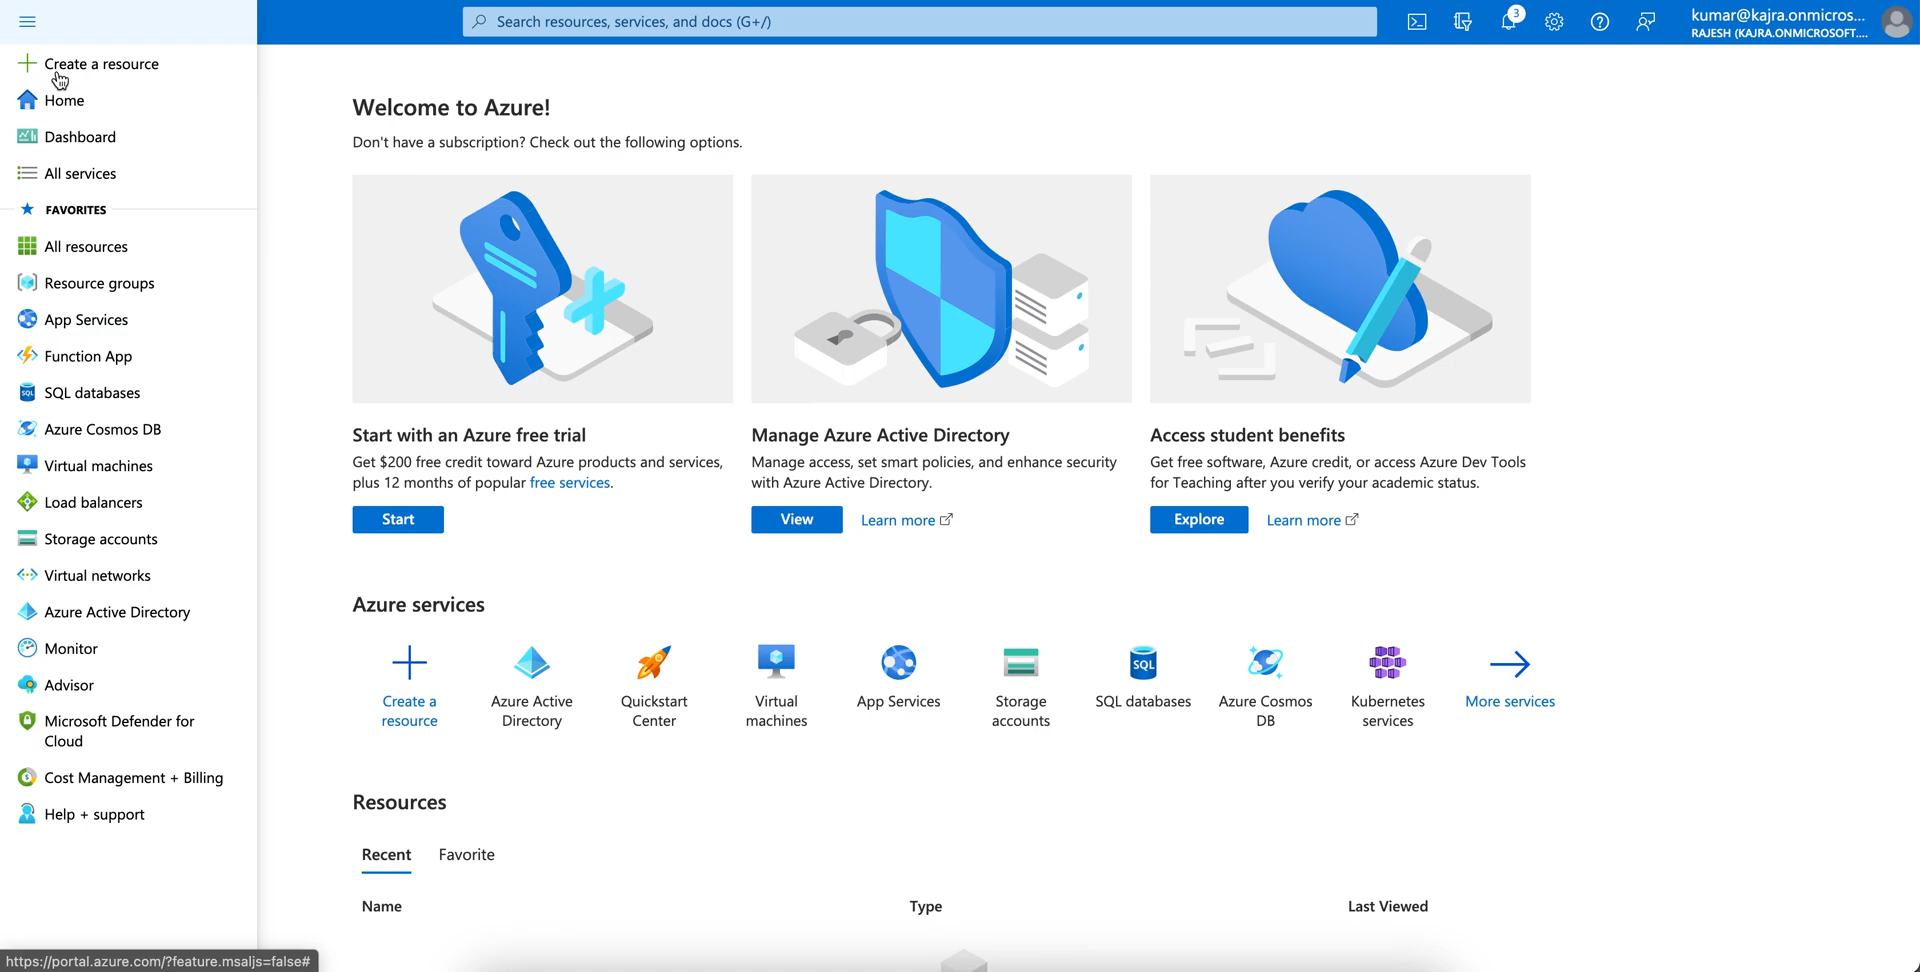 Search resources, services, and docs (G+/)
3
kumar@kajra.onmicros...
RAJESH (KAJRA.ONMICROSOFT....
Create a resource
Home
Dashboard
All services
FAVORITES
All resources
Resource groups
App Services
Function App
SQL databases
Azure Cosmos DB
Virtual machines
Load balancers
Storage accounts
Virtual networks
Azure Active Directory
Monitor
Advisor
Microsoft Defender for
Cloud
Cost Management + Billing
Help + support
https://portal.azure.com/?feature.msaljs=false#
Welcome to Azure!
Don't have a subscription? Check out the following options.
Start with an Azure free trial
Get $200 free credit toward Azure products and services,
plus 12 months of popular free services.
Start
Manage Azure Active Directory
Manage access, set smart policies, and enhance security
with Azure Active Directory.
View
Learn more
Access student benefits
Get free software, Azure credit, or access Azure Dev Tools
for Teaching after you verify your academic status.
Explore
Learn more
Azure services
Create a
resource
Azure Active
Directory
Quickstart
Center
Virtual
machines
App Services
Storage
accounts
SQL
SQL databases
Azure Cosmos
DB
Kubernetes
services
More services
Resources
Recent
Favorite
Name
Type
Last Viewed